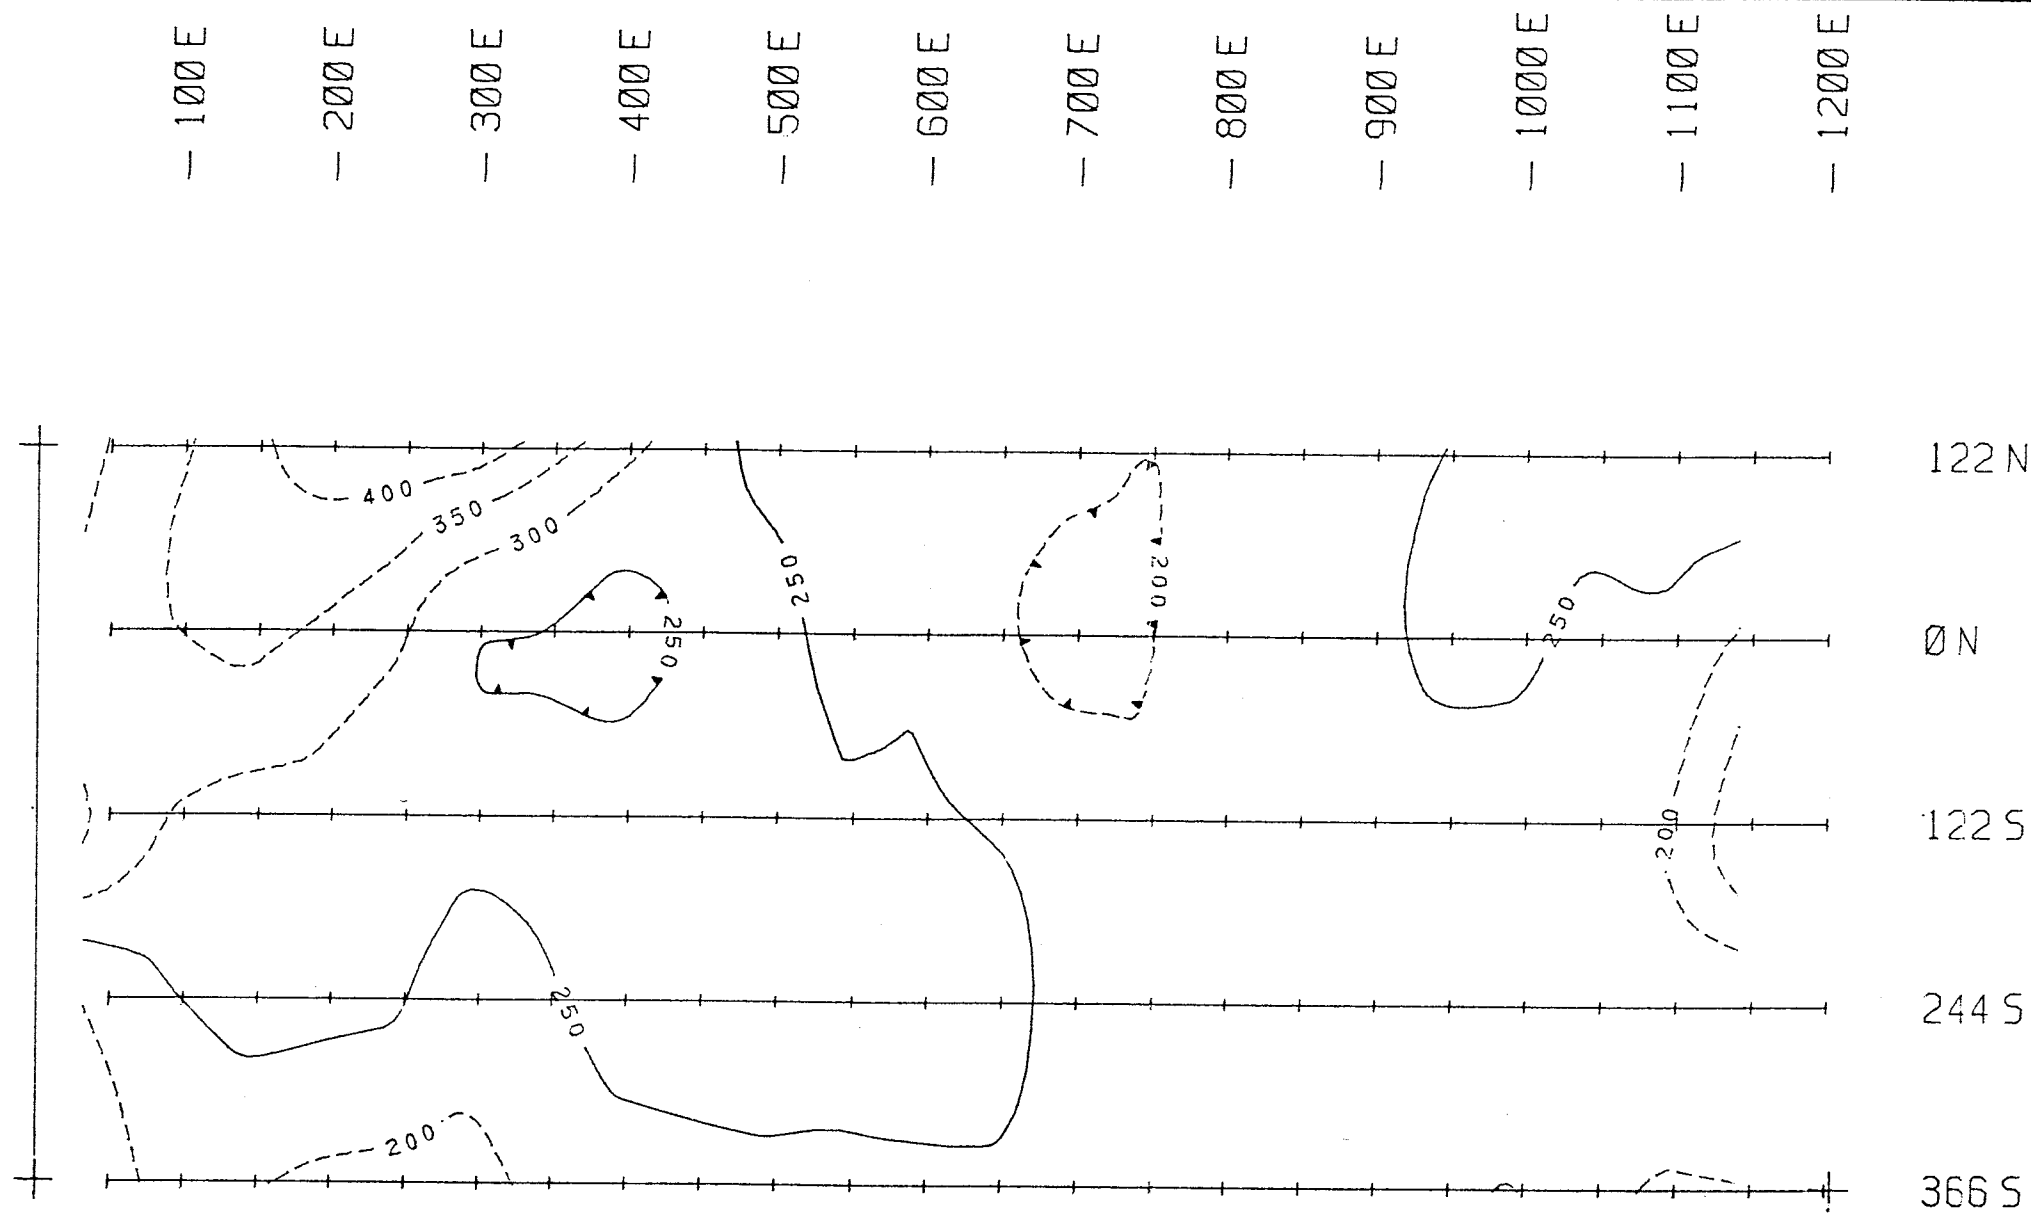 — 100 E
— 200 E
— 300 E
— 400 E
— 500 E
— 600 E
— 700 E
— 800 E
— 900 E
— 1000 E
— 1100 E
— 1200 E
122 N
400
350
300
250
200
250
250
0 N
200
122 S
250
244 S
200
366 S